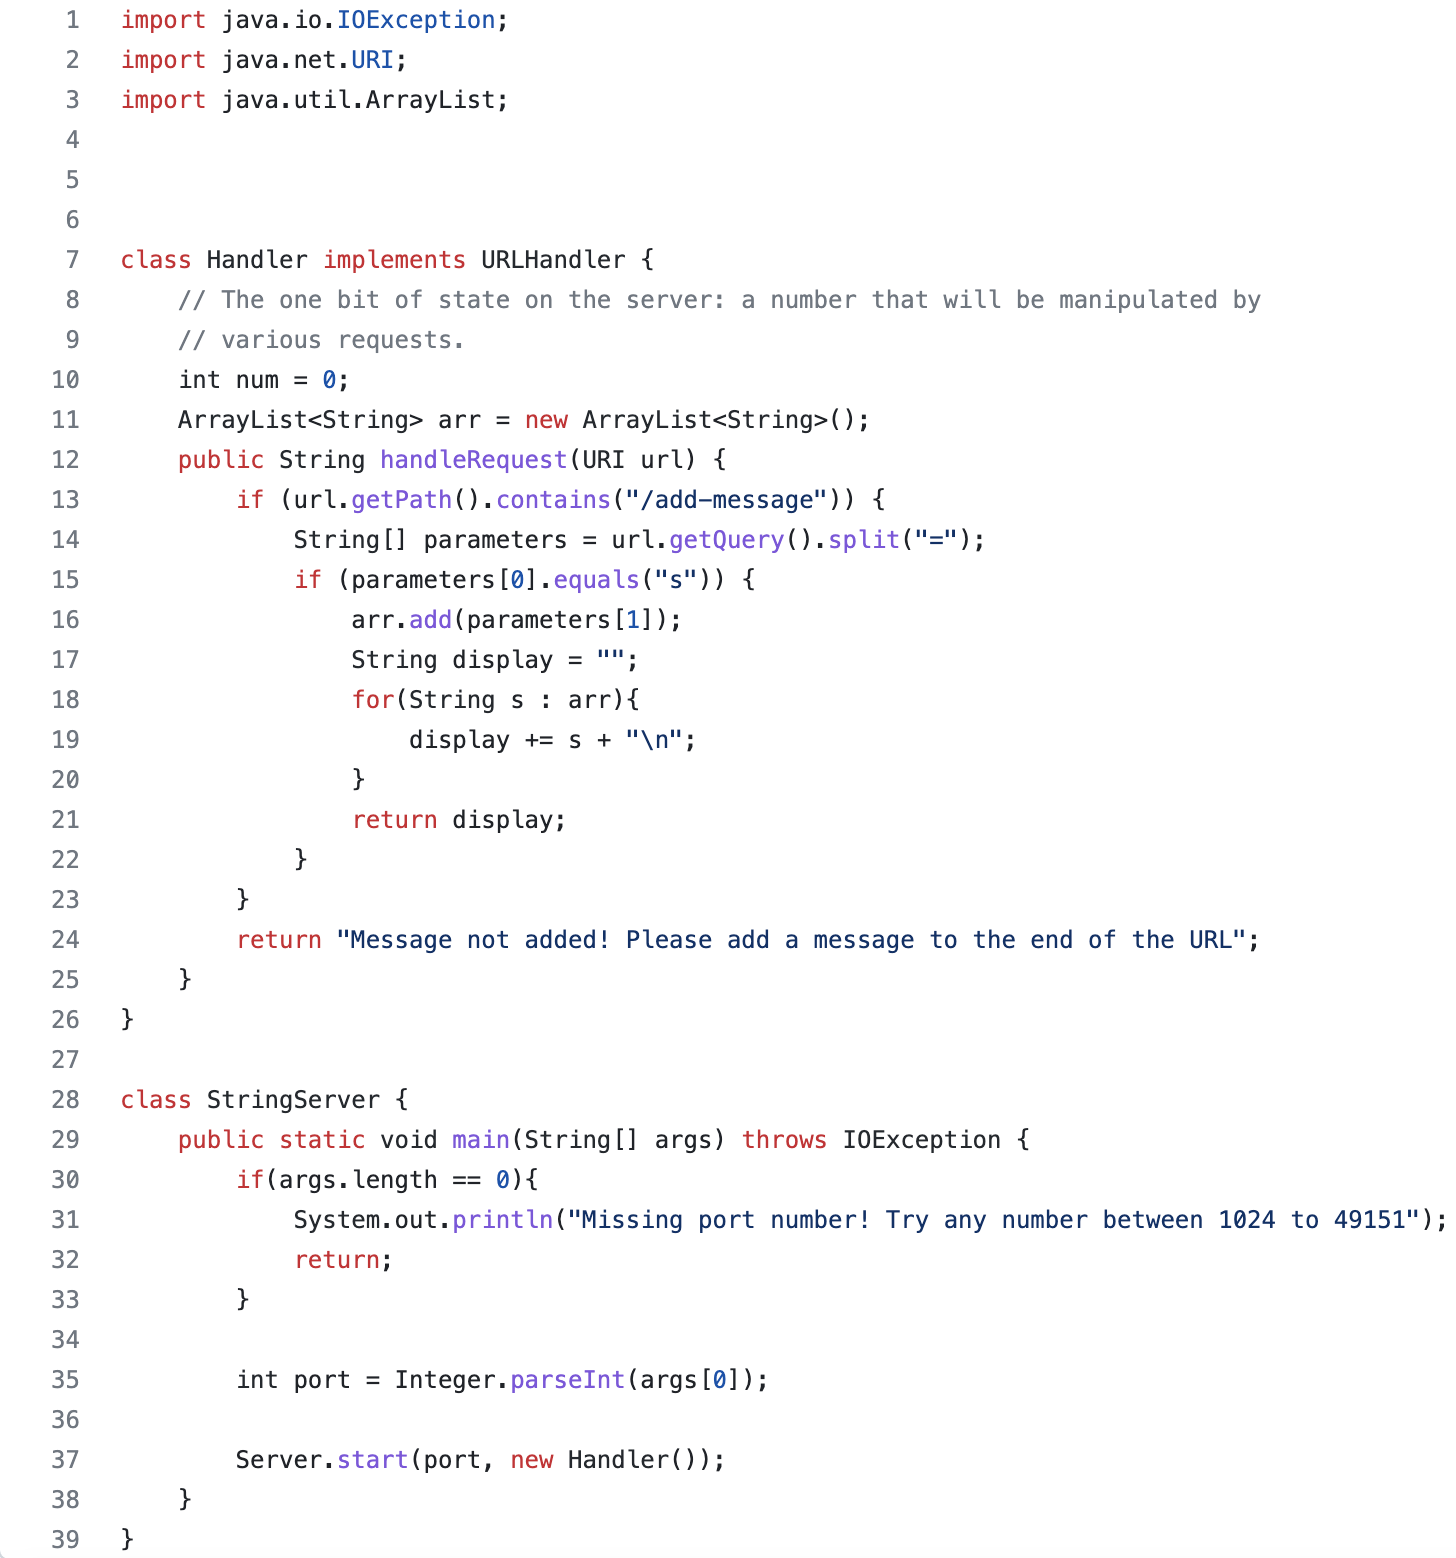 1 import java.io.IOException;
2 import java.net.URI;
3 import java.util.ArrayList;
4
5
6
7 class Handler implements URLHandler {
8     // The one bit of state on the server: a number that will be manipulated by
9     // various requests.
10     int num = 0;
11     ArrayList<String> arr = new ArrayList<String>();
12     public String handleRequest(URI url) {
13         if (url.getPath().contains("/add-message")) {
14             String[] parameters = url.getQuery().split("=");
15             if (parameters[0].equals("s")) {
16                 arr.add(parameters[1]);
17                 String display = "";
18                 for(String s : arr){
19                     display += s + "\n";
20                 }
21                 return display;
22             }
23         }
24         return "Message not added! Please add a message to the end of the URL";
25     }
26 }
27
28 class StringServer {
29     public static void main(String[] args) throws IOException {
30         if(args.length == 0){
31             System.out.println("Missing port number! Try any number between 1024 to 49151");
32             return;
33         }
34
35         int port = Integer.parseInt(args[0]);
36
37         Server.start(port, new Handler());
38     }
39 }